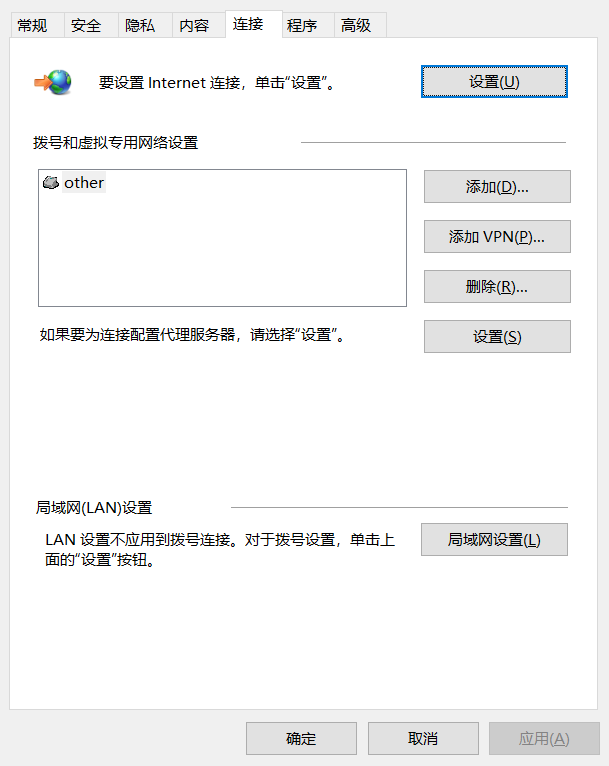 常规 安全 隐私 内容 连接 程序 高级
要设置 Internet 连接，单击“设置”。 设置(U)
拨号和虚拟专用网络设置
other 添加(D)...
添加 VPN(P)...
删除(R)...
如果要为连接配置代理服务器，请选择“设置”。 设置(S)
局域网(LAN)设置
LAN 设置不应用到拨号连接。对于拨号设置，单击上 局域网设置(L)
面的“设置”按钮。
确定 取消 应用(A)